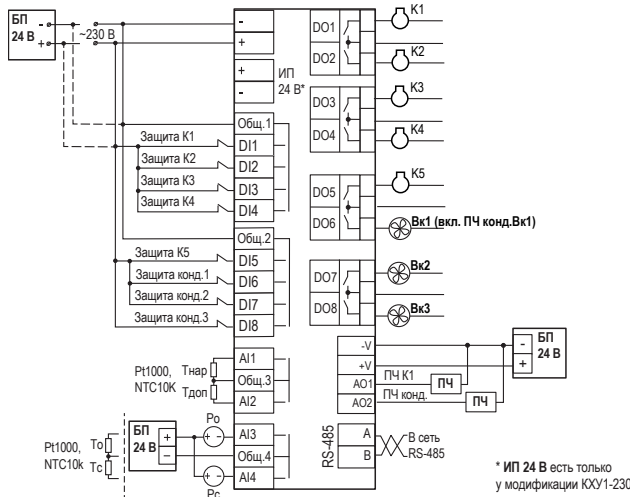 БП
24 В
-
+
~230 В
-
+
+
-
ИП
24 В*
Общ.1
Защита К1
DI1
Защита К2
DI2
Защита К3
DI3
Защита К4
DI4
Общ.2
Защита К5
DI5
Защита конд.1
DI6
Защита конд.2
DI7
Защита конд.3
DI8
Pt1000,
NTC10K
Тнар
Тдоп
AI1
Общ.3
AI2
Pt1000,
NTC10k
То
Тс
БП
24 В
+
–
Ро
+ -
Рс
+ -
AI3
Общ.4
AI4
DO1
К1
DO2
К2
DO3
К3
DO4
К4
DO5
К5
DO6
Вк1 (вкл. ПЧ конд.Вк1)
DO7
Вк2
DO8
Вк3
-V
+V
AO1
ПЧ К1
ПЧ
AO2
ПЧ конд.
ПЧ
БП
24 В
-
+
RS-485
A
B
В сеть
RS-485
* ИП 24 В есть только
у модификации КХУ1-230